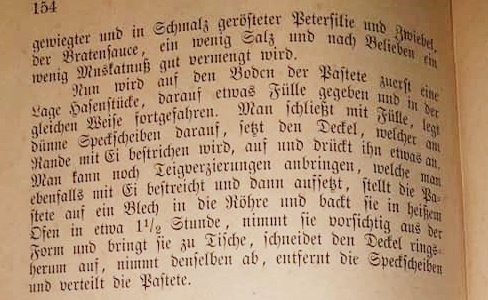 154
gewiegter und in Schmalz gerösteter Petersilie und Zwiebel,
der Bratensauce, ein wenig Salz und nach Belieben ein
wenig Muskatnuß gut vermengt wird.
Nun wird auf den Boden der Pastete zuerst eine
Lage Hasenstücke, darauf etwas Fülle gegeben und in der
gleichen Weise fortgefahren. Man schließt mit Fülle, legt
dünne Speckscheiben darauf, setzt den Deckel, welcher am
Rande mit Ei bestrichen wird, auf und drückt ihn etwas an.
Man kann noch Teigverzierungen anbringen, welche man
ebenfalls mit Ei bestreicht und dann aufsetzt, stellt die Pa-
stete auf ein Blech in die Röhre und backt sie in heißem
Ofen in etwa 1½ Stunde, nimmt sie vorsichtig aus der
Form und bringt sie zu Tische, schneidet den Deckel rings-
herum auf, nimmt denselben ab, entfernt die Speckscheiben
und verteilt die Pastete.